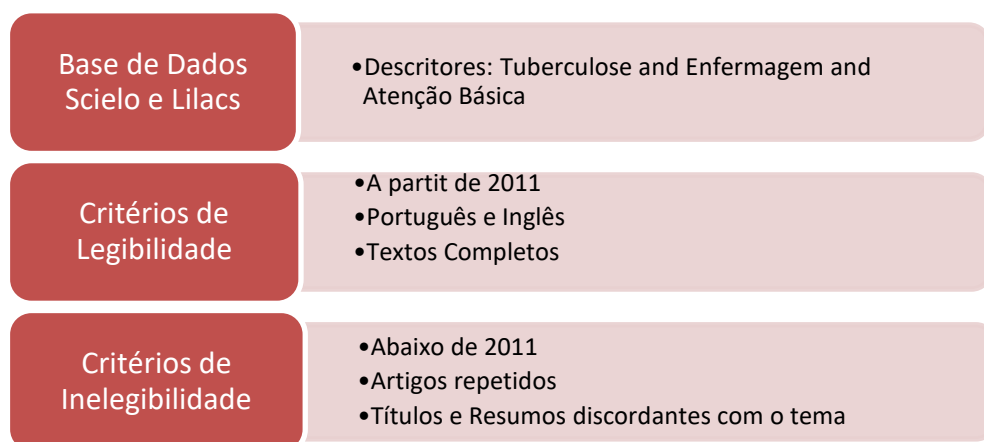 Base de Dados
Scielo e Lilacs
•Descritores: Tuberculose and Enfermagem and
Atenção Básica
Critérios de
Legibilidade
•A partit de 2011
•Português e Inglês
•Textos Completos
Critérios de
Inelegibilidade
•Abaixo de 2011
•Artigos repetidos
•Títulos e Resumos discordantes com o tema